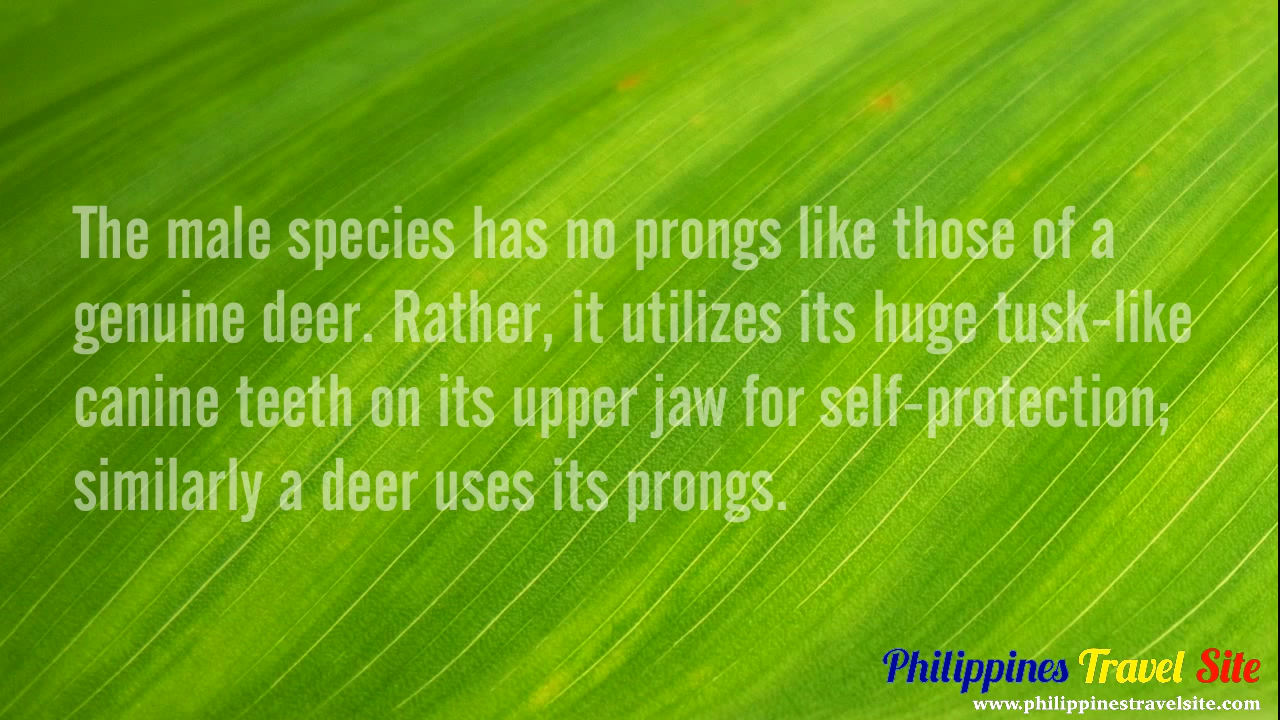 The male species has no prongs like those of a
genuine deer. Rather, it utilizes its huge tusk-like
canine teeth on its upper jaw for self-protection;
similarly a deer uses its prongs.
Philippines Travel Site
www.philippinestravelsite.com